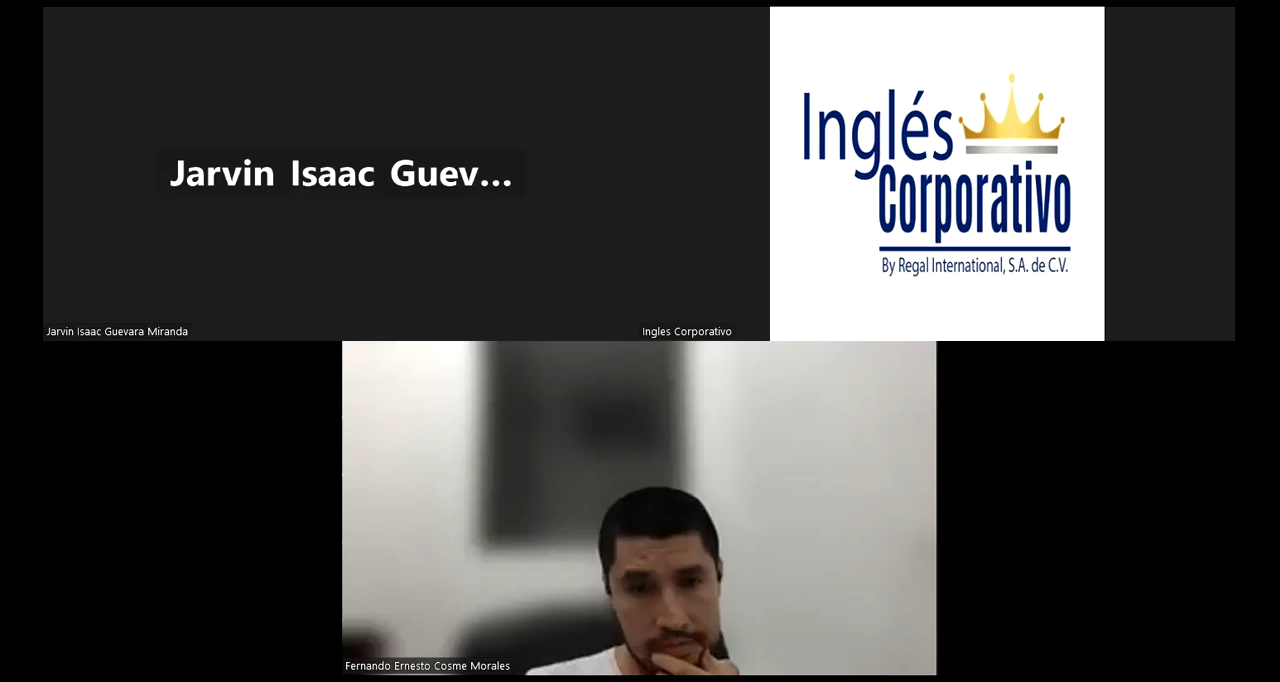 Jarvin Isaac Guev...
Jarvin Isaac Guevara Miranda
Inglés
Corporativo
By Regal International, S.A. de C.V.
Ingles Corporativo
Fernando Ernesto Cosme Morales